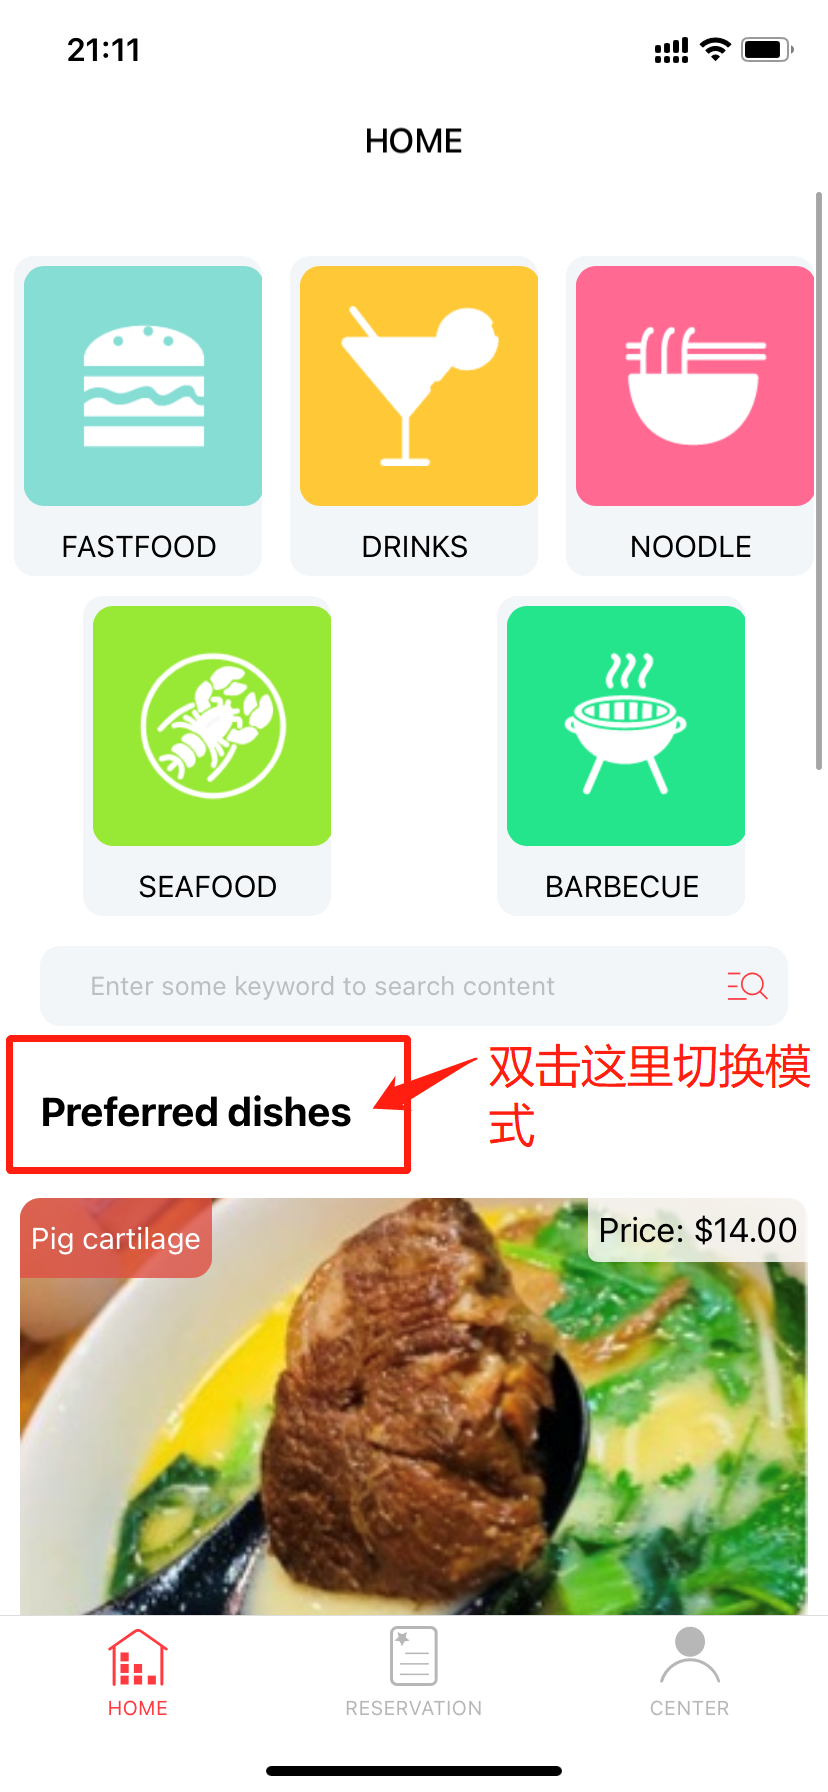 21:11
HOME
FASTFOOD
DRINKS
NOODLE
SEAFOOD
BARBECUE
Enter some keyword to search content
双击这里切换模
式
Preferred dishes
Pig cartilage
Price: $14.00
HOME
RESERVATION
CENTER